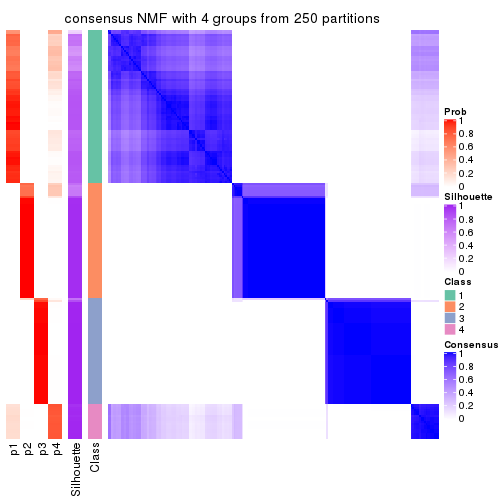 consensus NMF with 4 groups from 250 partitions
Prob
1
0.8
0.6
0.4
0.2
0
Silhouette
1
0.8
0.6
0.4
0.2
0
Class
1
2
3
4
Consensus
1
0.8
0.6
0.4
0.2
0
p1
p2
p3
p4
Silhouette
Class